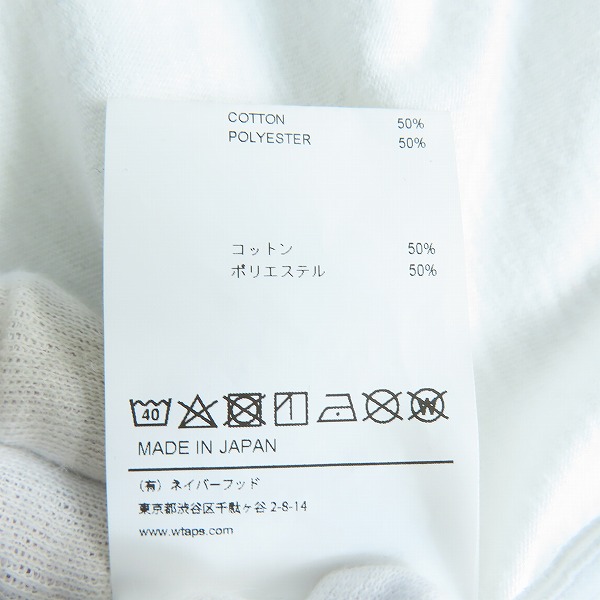 COTTON 50%
POLYESTER 50%
コットン 50%
ポリエステル 50%
40 W
MADE IN JAPAN
(有) ネイバーフッド
東京都渋谷区千駄ヶ谷 2-8-14
www.wtaps.com